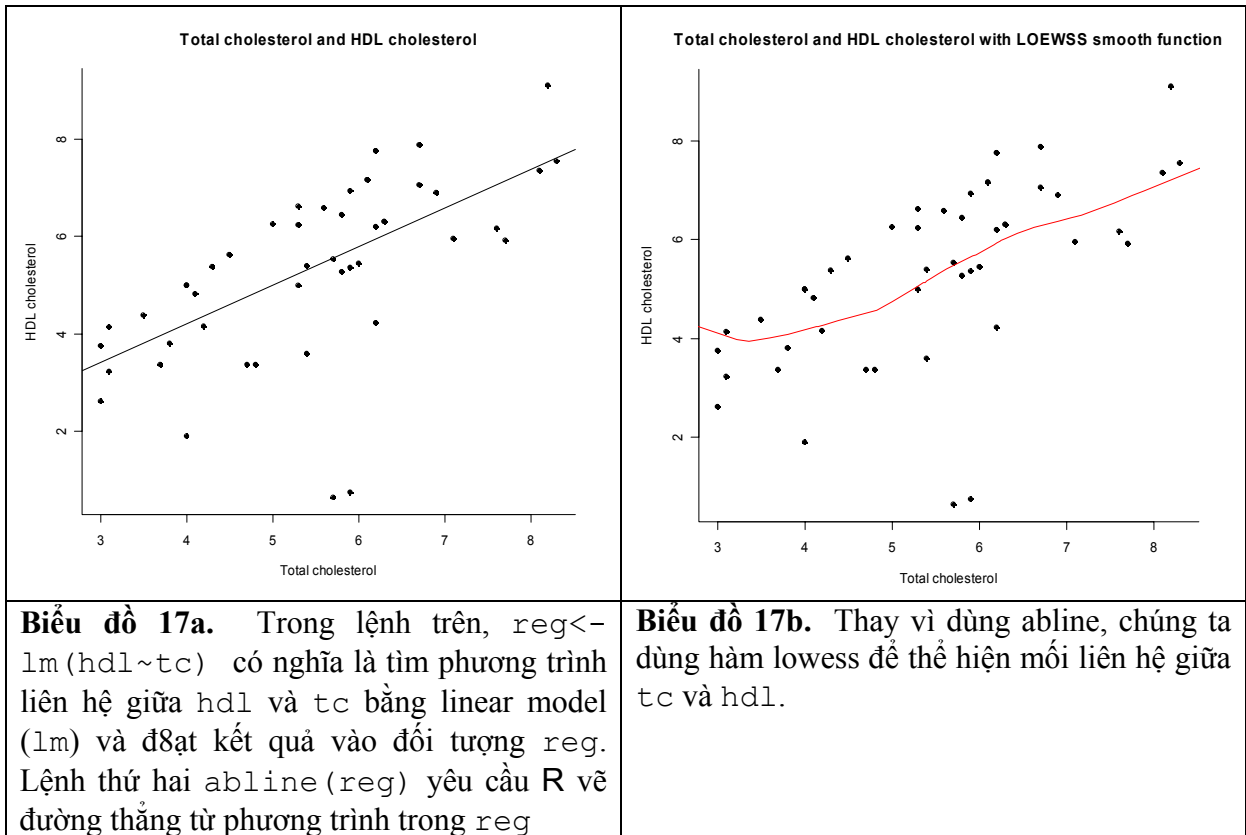 Total cholesterol and HDL cholesterol
HDL cholesterol
8
6
4
2
3 4 5 6 7 8
Total cholesterol
Total cholesterol and HDL cholesterol with LOEWSS smooth function
HDL cholesterol
8
6
4
2
3 4 5 6 7 8
Total cholesterol
Biểu đồ 17a. Trong lệnh trên, reg<-
lm(hdl~tc) có nghĩa là tìm phương trình
liên hệ giữa hdl và tc bằng linear model
(lm) và đ8ạt kết quả vào đối tượng reg.
Lệnh thứ hai abline(reg) yêu cầu R vẽ
đường thẳng từ phương trình trong reg
Biểu đồ 17b. Thay vì dùng abline, chúng ta
dùng hàm lowess để thể hiện mối liên hệ giữa
tc và hdl.